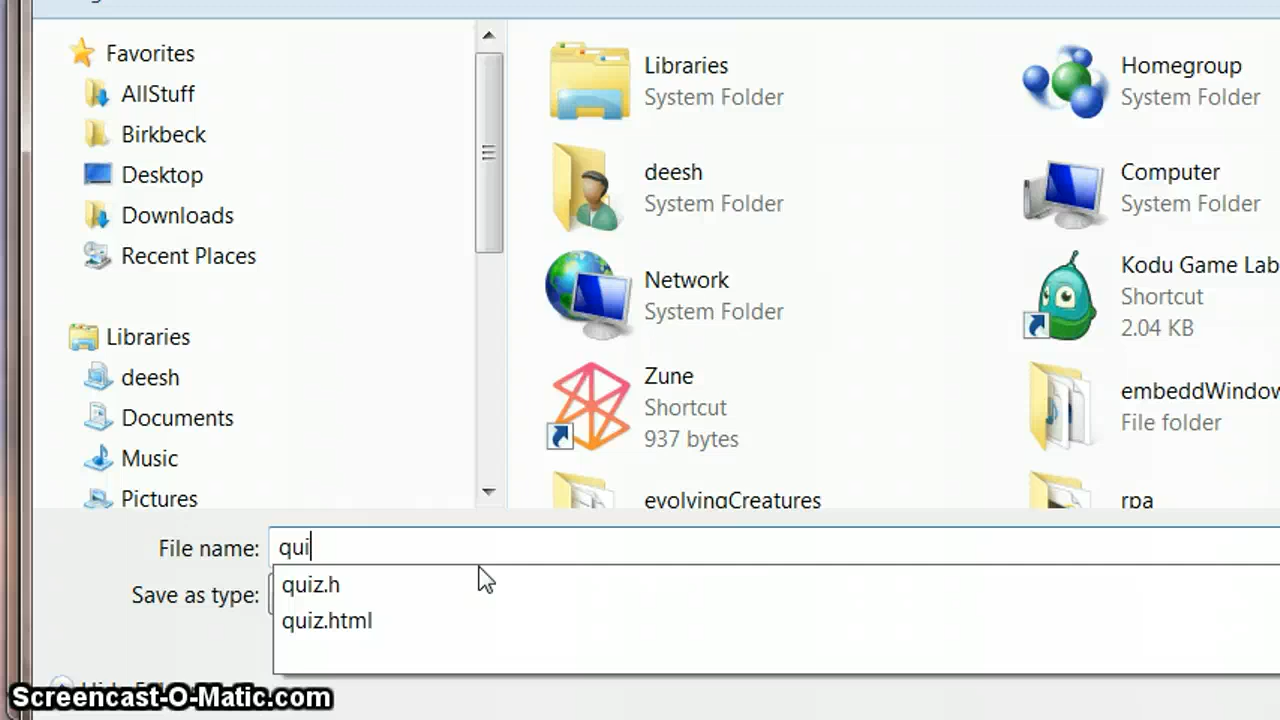 Favorites
AllStuff
Birkbeck
Desktop
Downloads
Recent Places
Libraries
deesh
Documents
Music
Pictures
Libraries
System Folder
Homegroup
System Folder
deesh
System Folder
Computer
System Folder
Network
System Folder
Kodu Game Lab
Shortcut
2.04 KB
Zune
Shortcut
937 bytes
embeddWindow
File folder
evolvingCreatures
rpa
File name: qui
Save as type:
quiz.h
quiz.html
Screencast-O-Matic.com